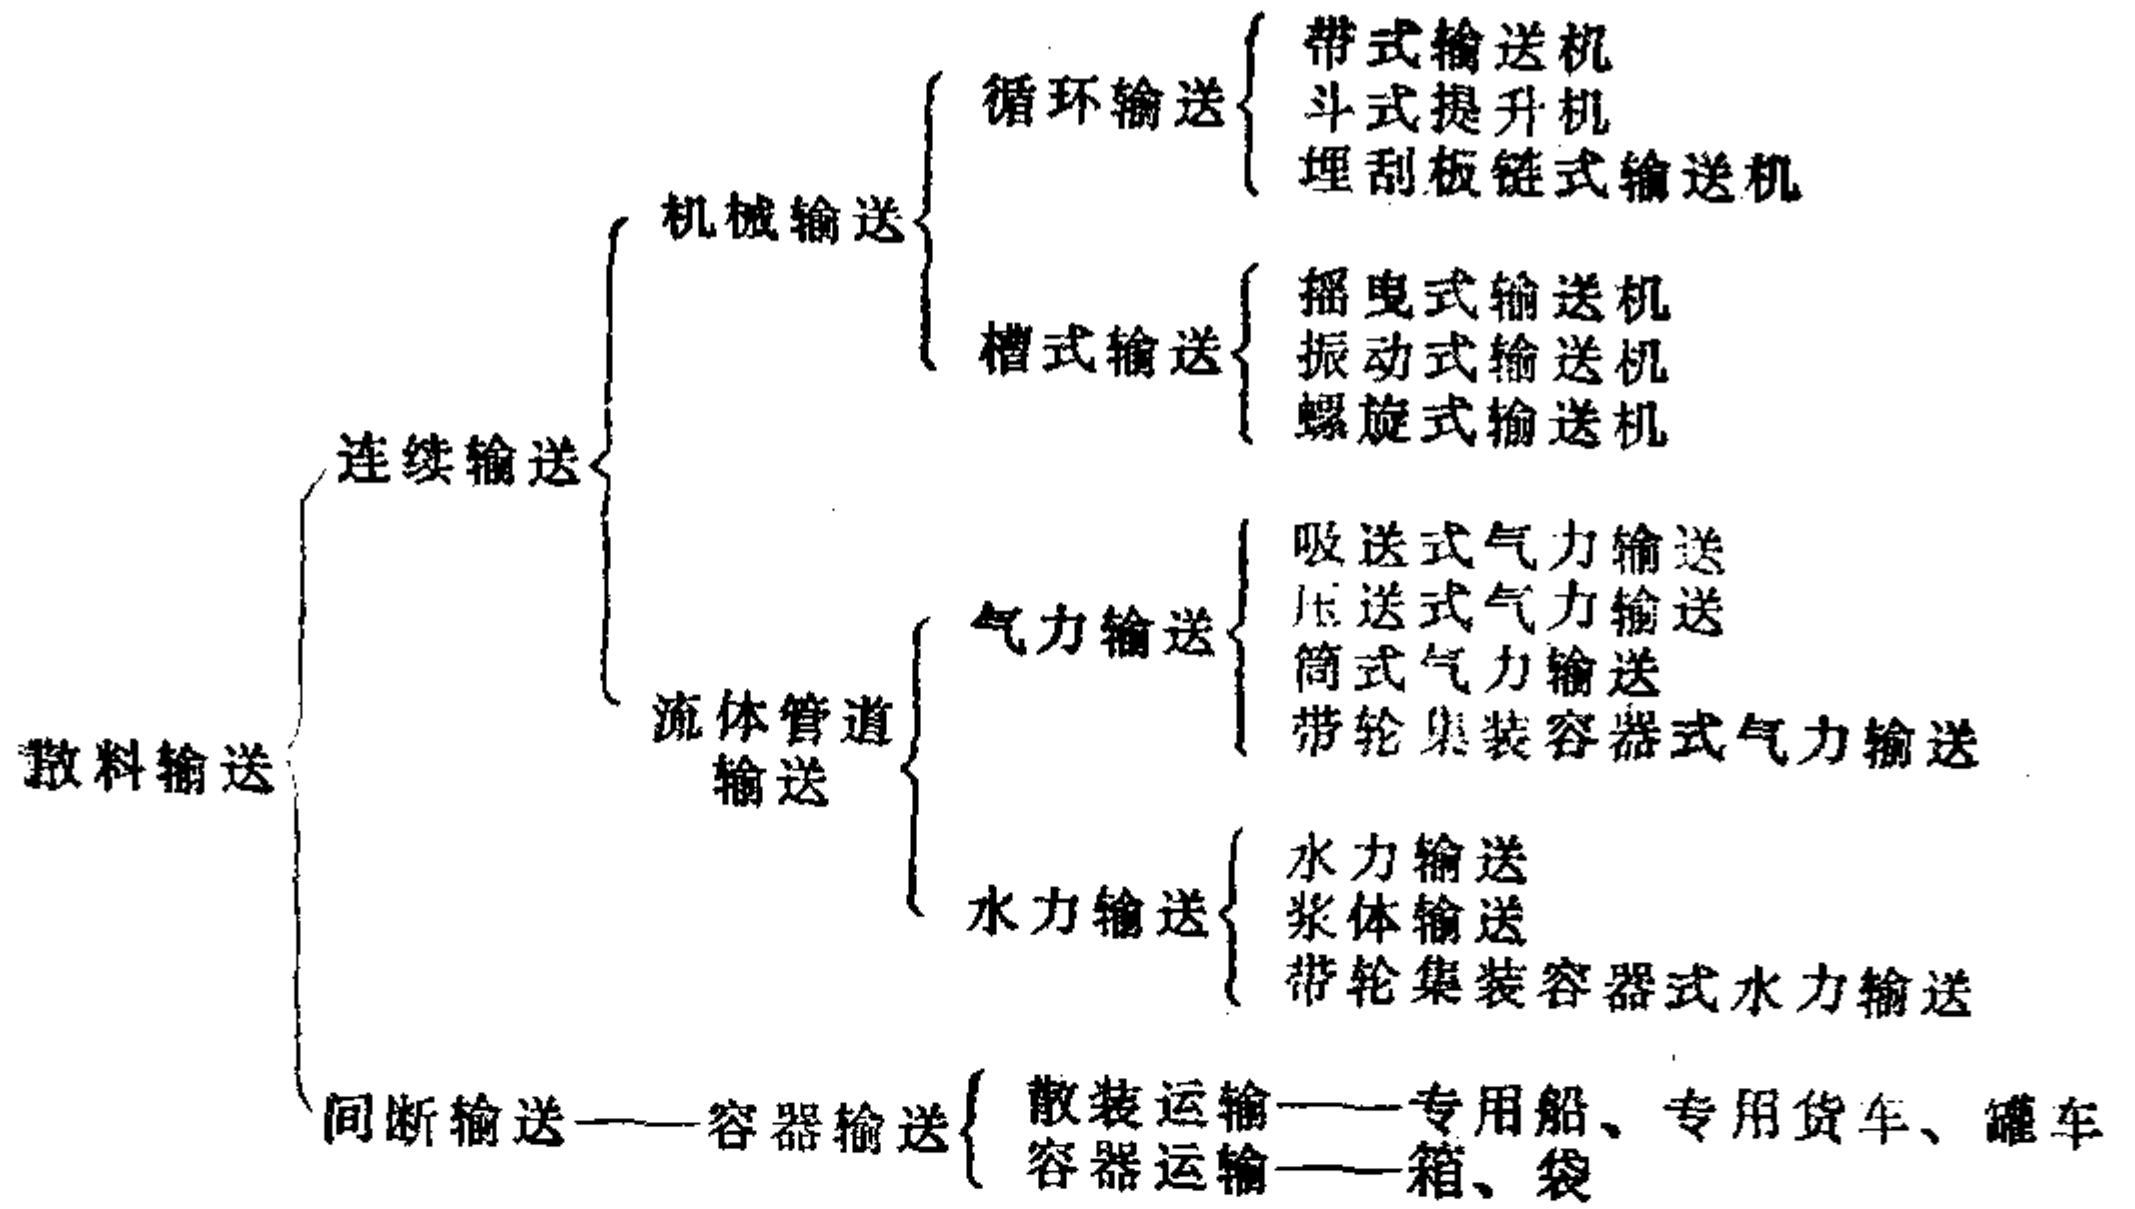 带式输送机
循环输送
斗式提升机
埋刮板链式输送机
机械输送
摇曳式输送机
槽式输送
振动式输送机
螺旋式输送机
连续输送
吸送式气力输送
压送式气力输送
气力输送
筒式气力输送
带轮集装容器式气力输送
流体管道
输送
散料输送
水力输送
水力输送
浆体输送
带轮集装容器式水力输送
间断输送——容器输送
散装运输——专用船、专用货车、罐车
容器运输——箱、袋